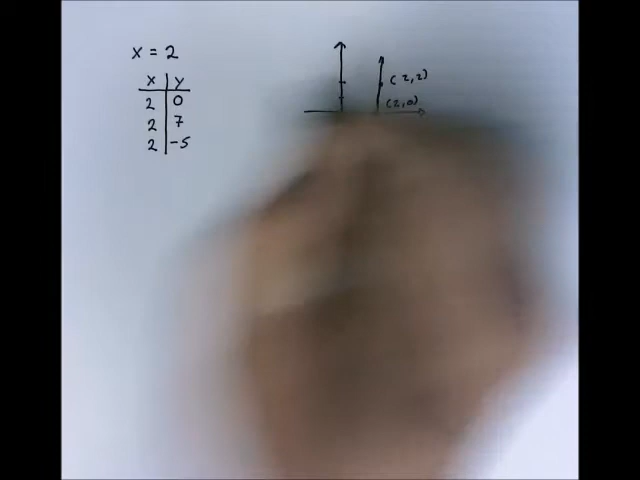 x = 2
x y
2 0
2 7
2 -5
(2,2)
(2,0)